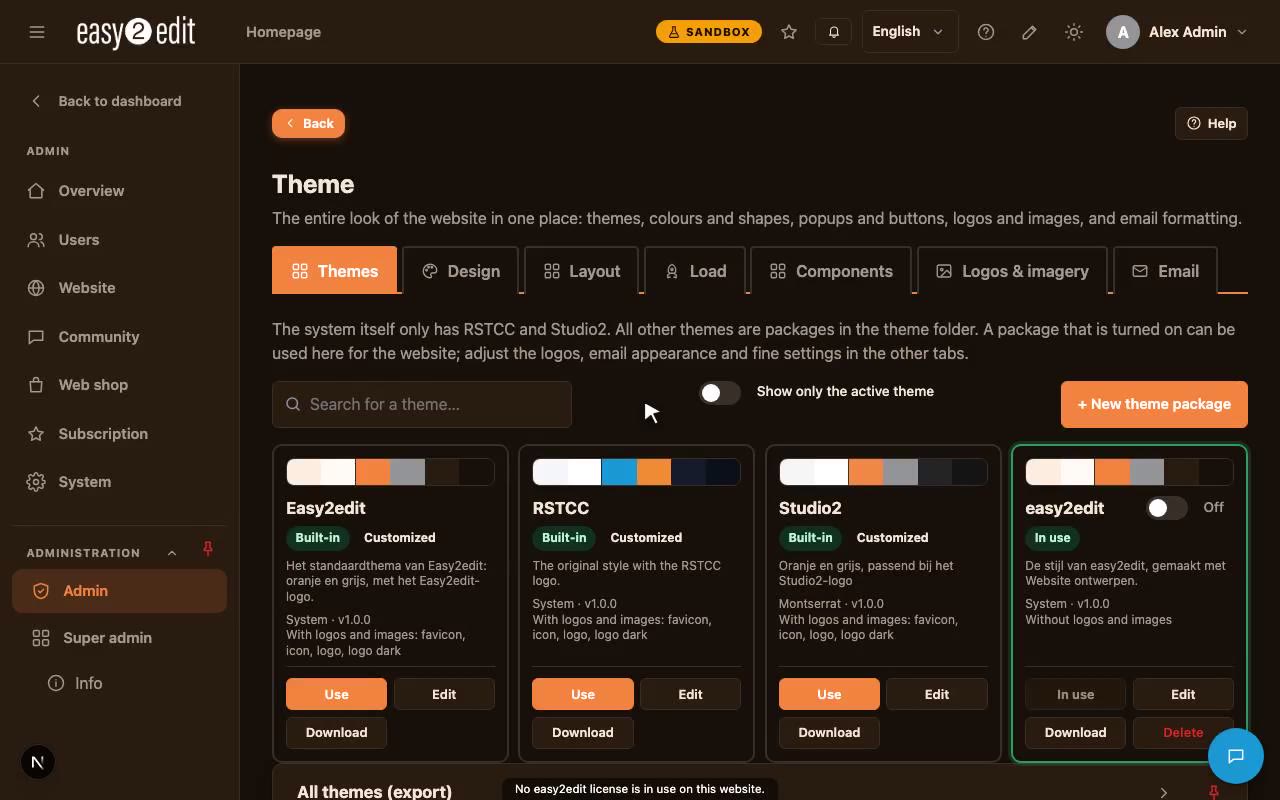 easy2edit
Homepage
SANDBOX
English
A
Alex Admin
Back to dashboard
ADMIN
Overview
Users
Website
Community
Web shop
Subscription
System
ADMINISTRATION
Admin
Super admin
Info
N
Back
Help
Theme
The entire look of the website in one place: themes, colours and shapes, popups and buttons, logos and images, and email formatting.
Themes
Design
Layout
Load
Components
Logos & imagery
Email
The system itself only has RSTCC and Studio2. All other themes are packages in the theme folder. A package that is turned on can be
used here for the website; adjust the logos, email appearance and fine settings in the other tabs.
Search for a theme...
Show only the active theme
+ New theme package
Easy2edit
Built-in Customized
Het standaardthema van Easy2edit:
oranje en grijs, met het Easy2edit-
logo.
System · v1.0.0
With logos and images: favicon,
icon, logo, logo dark
Use
Edit
Download
RSTCC
Built-in Customized
The original style with the RSTCC
logo.
System · v1.0.0
With logos and images: favicon,
icon, logo, logo dark
Use
Edit
Download
Studio2
Built-in Customized
Oranje en grijs, passend bij het
Studio2-logo
Montserrat · v1.0.0
With logos and images: favicon,
icon, logo, logo dark
Use
Edit
Download
easy2edit
Off
In use
De stijl van easy2edit, gemaakt met
Website ontwerpen.
System · v1.0.0
Without logos and images
In use
Edit
Download
Delete
All themes (export)
No easy2edit license is in use on this website.